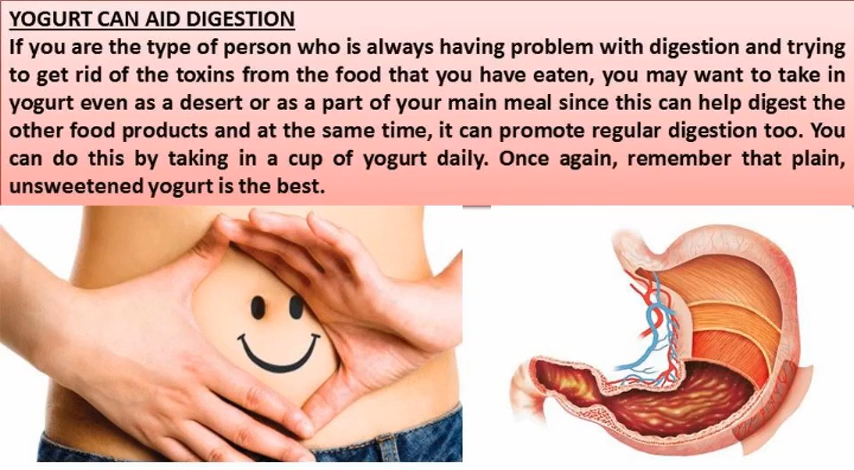 YOGURT CAN AID DIGESTION
If you are the type of person who is always having problem with digestion and trying
to get rid of the toxins from the food that you have eaten, you may want to take in
yogurt even as a desert or as a part of your main meal since this can help digest the
other food products and at the same time, it can promote regular digestion too. You
can do this by taking in a cup of yogurt daily. Once again, remember that plain,
unsweetened yogurt is the best.